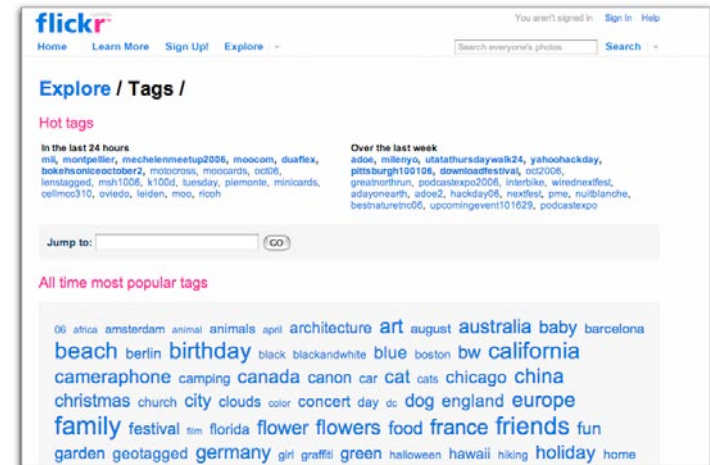 flickr
You aren't signed in Sign In Help
Home Learn More Sign Up! Explore
Search everyone's photos Search
Explore / Tags /
Hot tags
In the last 24 hours
mii, montpellier, mechelenmeetup2006, moocom, duaflex,
bokehsoniceoctober2, motocross, moocards, oct06,
lenstagged, msh1006, k100d, tuesday, piemonte, minicards,
cellmcc310, oviedo, leiden, moo, ricoh
Over the last week
adoe, milenyo, utatathursdaywalk24, yahoohackday,
pittsburgh100106, downloadfestival, oct2006,
greatnorthrun, podcastexpo2006, interbike, wirednextfest,
adayonearth, adoe2, hackday06, nextfest, pme, nuitblanche,
bestnaturetnc06, upcomingevent101629, podcastexpo
Jump to: GO
All time most popular tags
06 africa amsterdam animal animals april architecture art august australia baby barcelona
beach berlin birthday black blackandwhite blue boston bw california
cameraphone camping canada canon car cat cats chicago china
christmas church city clouds color concert day dc dog england europe
family festival film florida flower flowers food france friends fun
garden geotagged germany girl graffiti green halloween hawaii hiking holiday home